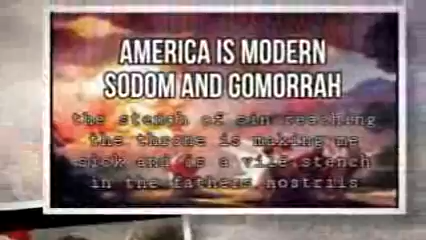 AMERICA IS MODERN
SODOM AND GOMORRAH
the stench of sin reaching
the throne is making me
sick and as a vile stench
in the fathers nostrils